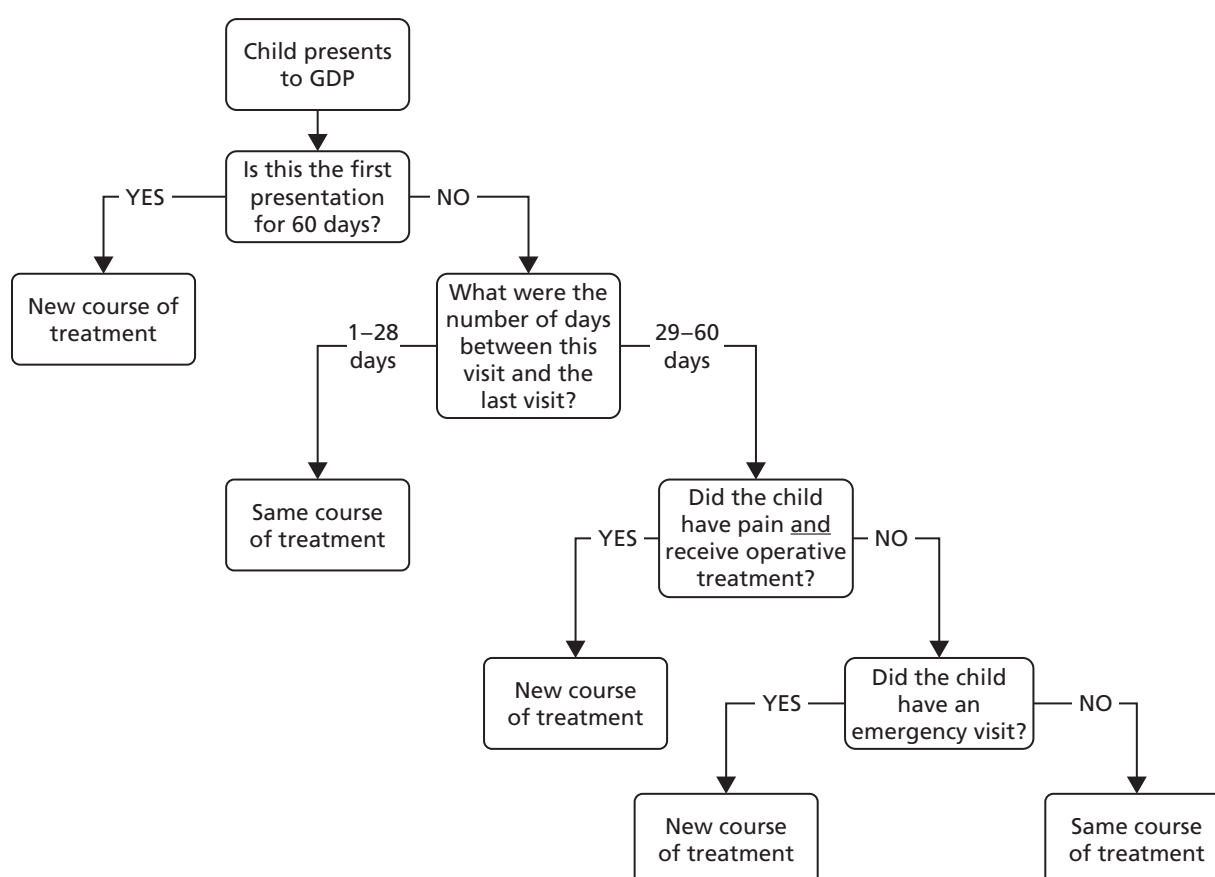 Child presents
to GDP
Is this the first
presentation
for 60 days?
YES
NO
New course of
treatment
What were the
number of days
between this
visit and the
last visit?
1–28
days
29–60
days
Same course
of treatment
Did the child
have pain and
receive operative
treatment?
YES
NO
New course
of treatment
Did the child
have an
emergency visit?
YES
NO
New course
of treatment
Same course
of treatment